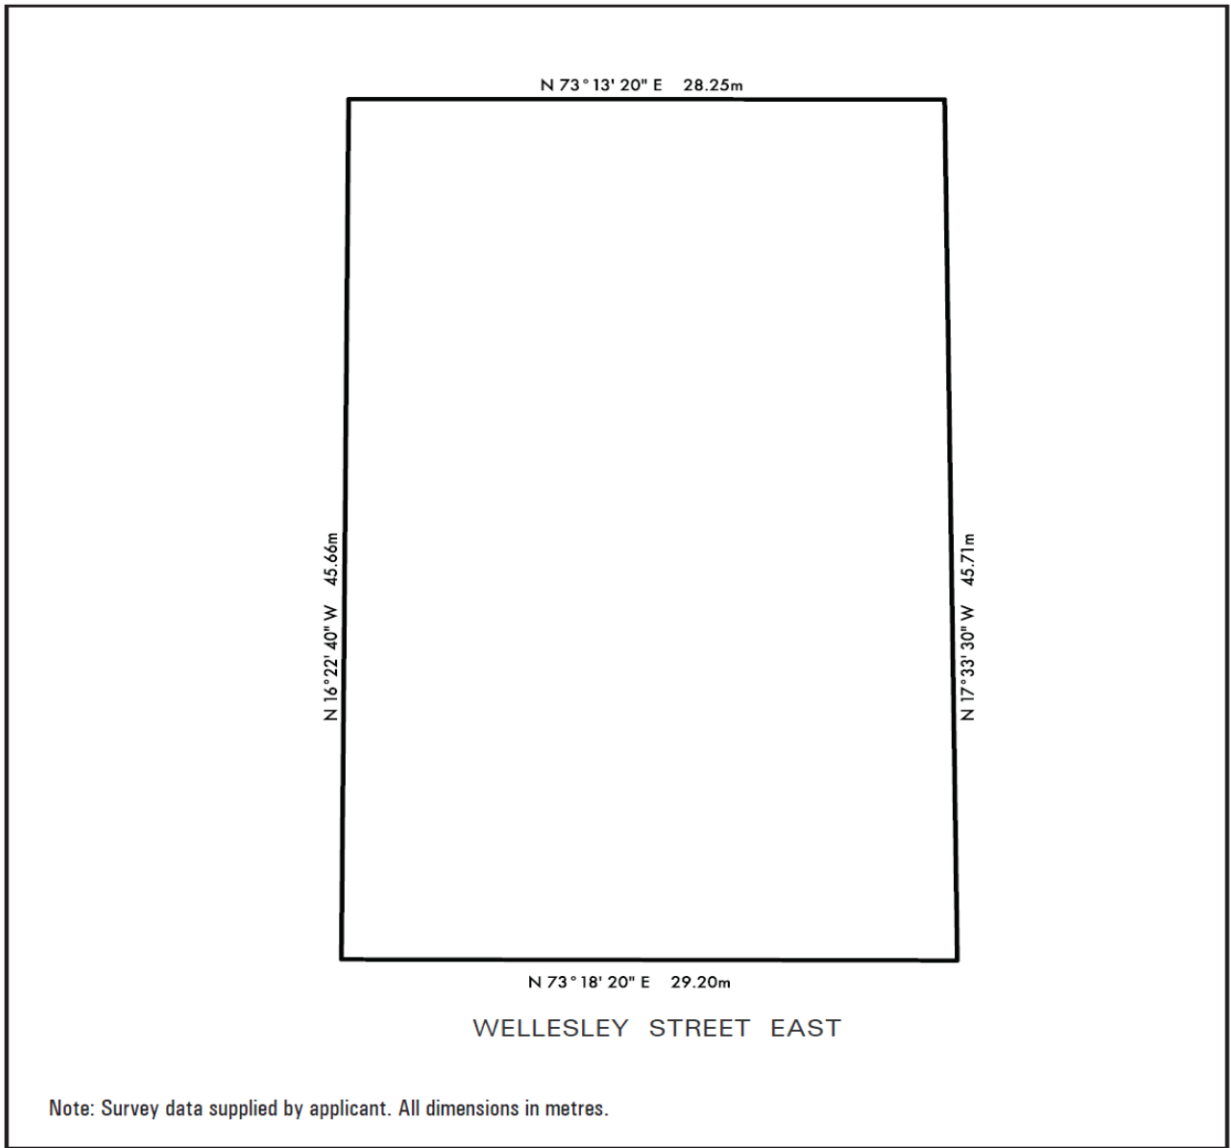 N 73°13' 20" E 28.25m
N 16°22' 40" W 45.66m
N 17°33' 30" W 45.71m
N 73°18' 20" E 29.20m
WELLESLEY STREET EAST
Note: Survey data supplied by applicant. All dimensions in metres.